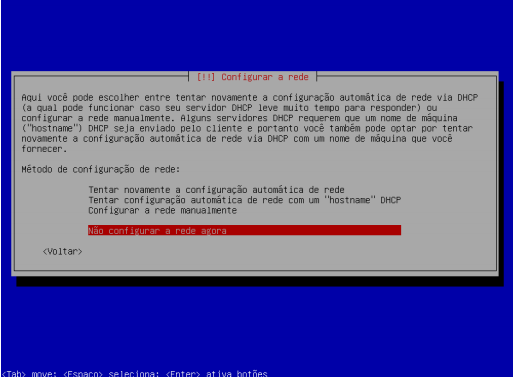 [!!] Configurar a rede
Aqui você pode escolher entre tentar novamente a configuração automática de rede via DHCP
(a qual pode funcionar caso seu servidor DHCP leve muito tempo para responder) ou
configurar a rede manualmente. Alguns servidores DHCP requerem que um nome de máquina
("hostname") DHCP seja enviado pelo cliente e portanto você também pode optar por tentar
novamente a configuração automática de rede via DHCP com um nome de máquina que você
fornecer.
Método de configuração de rede:
Tentar novamente a configuração automática de rede
Tentar configuração automática de rede com um "hostname" DHCP
Configurar a rede manualmente
Não configurar a rede agora
<Voltar>
<Tab> move; <Espaço> seleciona; <Enter> ativa botões